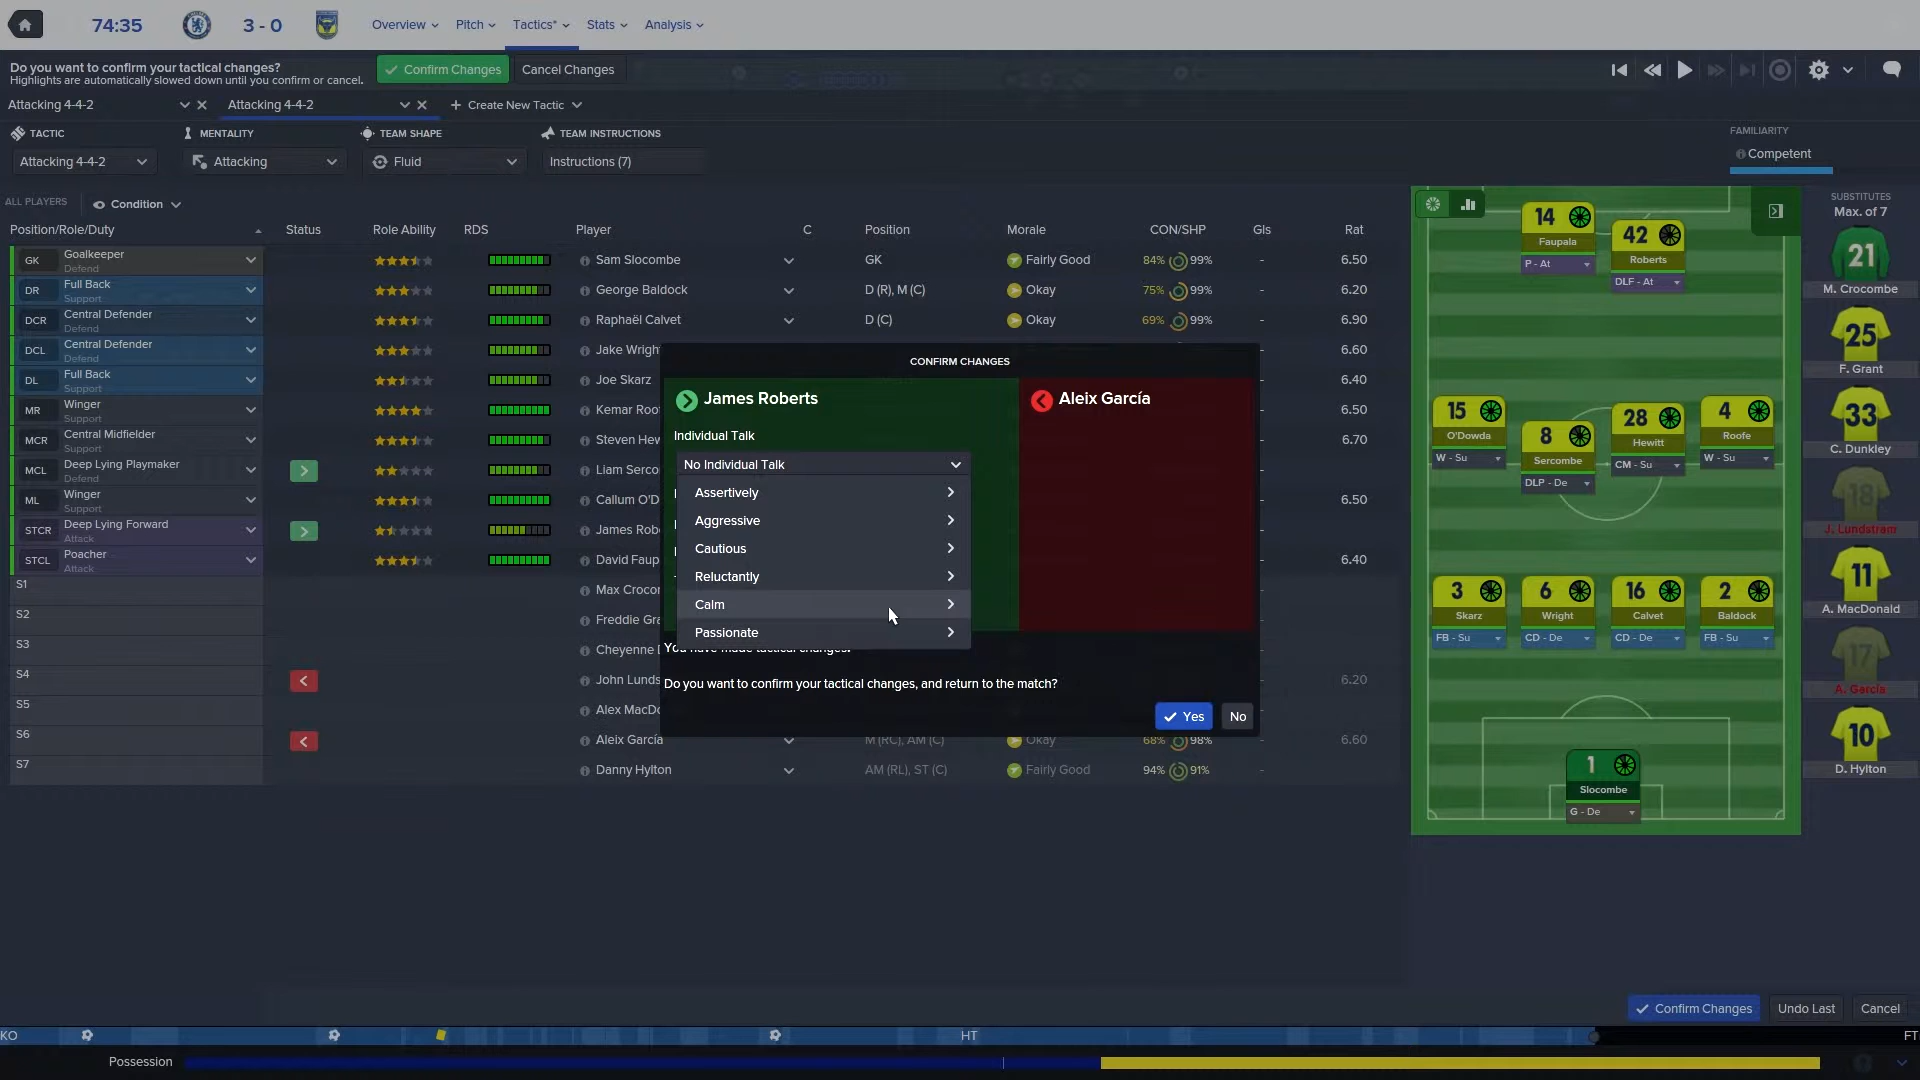 74:35
3 - 0
Overview
Pitch
Tactics*
Stats
Analysis
Do you want to confirm your tactical changes?
Highlights are automatically slowed down until you confirm or cancel.
Confirm Changes
Cancel Changes
Attacking 4-4-2
Attacking 4-4-2
Create New Tactic
TACTIC
MENTALITY
TEAM SHAPE
TEAM INSTRUCTIONS
FAMILIARITY
Attacking 4-4-2
Attacking
Fluid
Instructions (7)
Competent
ALL PLAYERS
Condition
Position/Role/Duty
Status
Role Ability
RDS
Player
C
Position
Morale
CON/SHP
Gls
Rat
GK Goalkeeper
Defend
Sam Slocombe GK Fairly Good 84% 99% - 6.50
DR Full Back
Support
George Baldock D (R), M (C) Okay 75% 99% - 6.20
DCR Central Defender
Defend
Raphaël Calvet D (C) Okay 69% 99% - 6.90
DCL Central Defender
Defend
Jake Wrigh 6.60
DL Full Back
Support
Joe Skarz 6.40
MR Winger
Support
Kemar Roo 6.50
MCR Central Midfielder
Support
Steven Hew 6.70
MCL Deep Lying Playmaker
Defend
Liam Serco
ML Winger
Support
Callum O'D 6.50
STCR Deep Lying Forward
Attack
James Robe
STCL Poacher
Attack
David Faup 6.40
S1 Max Crocor
S2 Freddie Gra
S3 Cheyenne
S4 John Lunds 6.20
S5 Alex MacDo
S6 Aleix García M (RC), AM (C) Okay 68% 98% - 6.60
S7 Danny Hylton AM (RL), ST (C) Fairly Good 94% 91% -
CONFIRM CHANGES
James Roberts
Aleix García
Individual Talk
No Individual Talk
Assertively
Aggressive
Cautious
Reluctantly
Calm
Passionate
You have made tactical changes.
Do you want to confirm your tactical changes, and return to the match?
Yes
No
14
Faupala
P - At
42
Roberts
DLF - At
15
O'Dowda
W - Su
8
Sercombe
DLP - De
28
Hewitt
CM - Su
4
Roofe
W - Su
3
Skarz
FB - Su
6
Wright
CD - De
16
Calvet
CD - De
2
Baldock
FB - Su
1
Slocombe
G - De
SUBSTITUTES
Max. of 7
21
M. Crocombe
25
F. Grant
33
C. Dunkley
18
J. Lundstram
11
A. MacDonald
17
A. García
10
D. Hylton
Confirm Changes
Undo Last
Cancel
KO
HT
FT
Possession